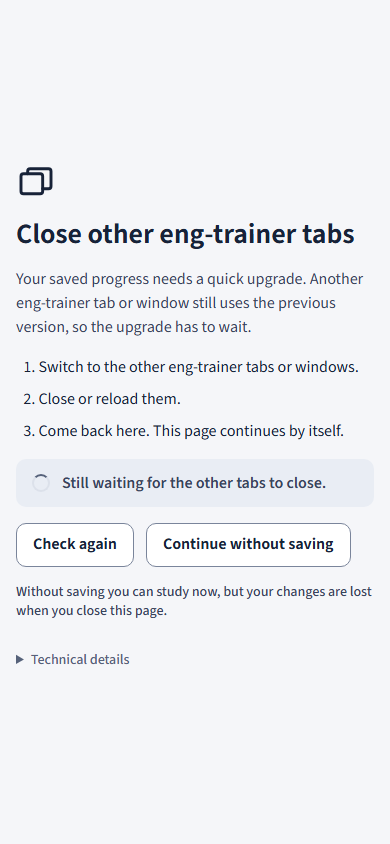 Close other eng-trainer tabs
Your saved progress needs a quick upgrade. Another
eng-trainer tab or window still uses the previous
version, so the upgrade has to wait.
1. Switch to the other eng-trainer tabs or windows.
2. Close or reload them.
3. Come back here. This page continues by itself.
Still waiting for the other tabs to close.
Check again
Continue without saving
Without saving you can study now, but your changes are lost
when you close this page.
Technical details